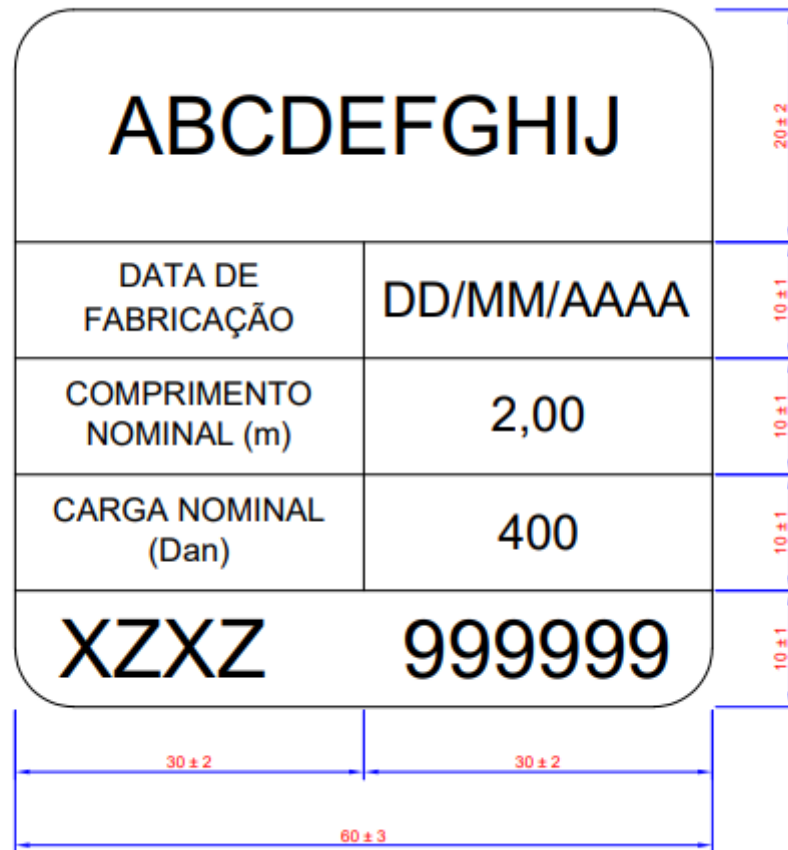 ABCDEFGHIJ
20 ± 2
DATA DE
FABRICAÇÃO
DD/MM/AAAA
10 ± 1
COMPRIMENTO
NOMINAL (m)
2,00
10 ± 1
CARGA NOMINAL
(Dan)
400
10 ± 1
XZXZ 999999
10 ± 1
30 ± 2 30 ± 2
60 ± 3